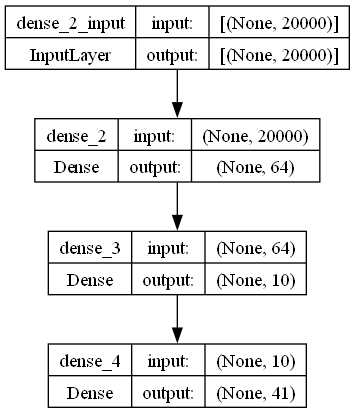 dense_2_input input: [(None, 20000)]
InputLayer output: [(None, 20000)]
dense_2 input: (None, 20000)
Dense output: (None, 64)
dense_3 input: (None, 64)
Dense output: (None, 10)
dense_4 input: (None, 10)
Dense output: (None, 41)